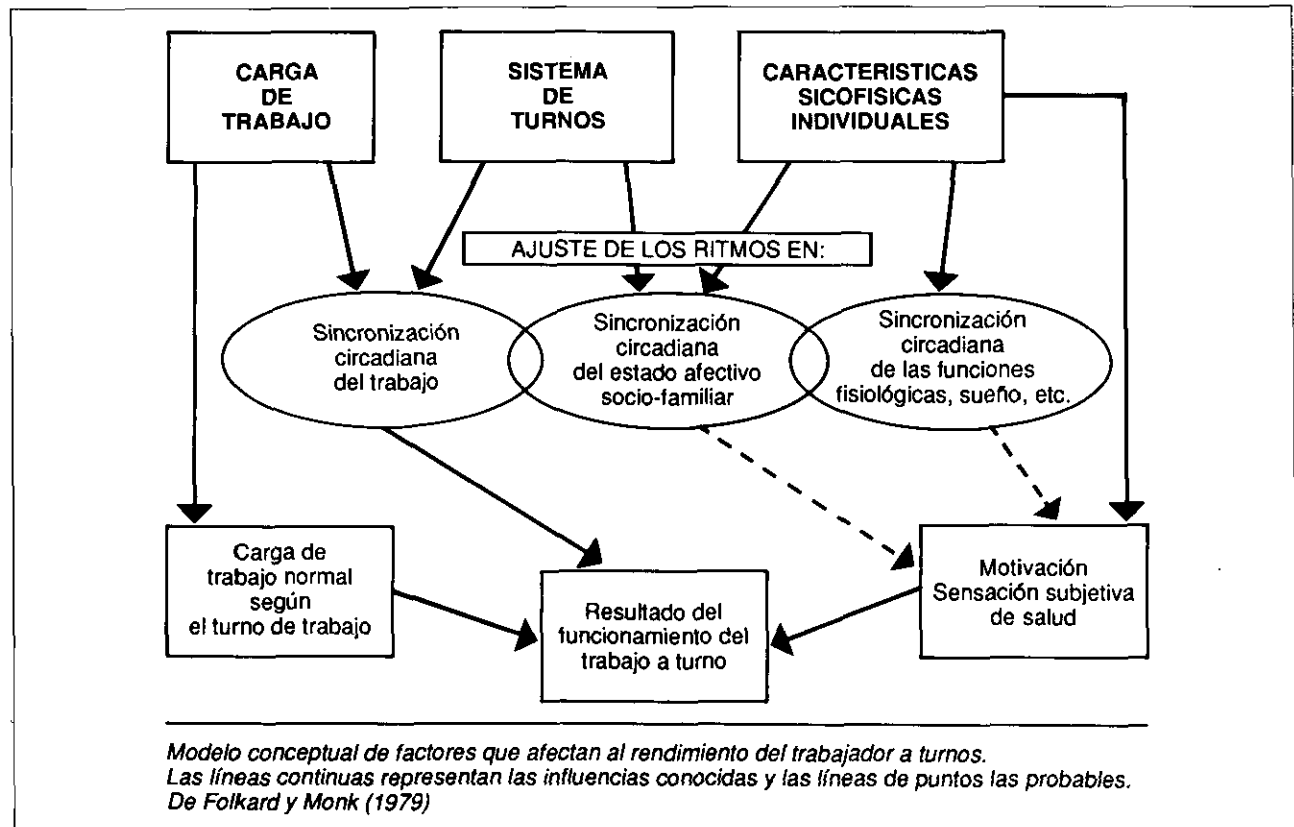 CARGA
DE
TRABAJO
SISTEMA
DE
TURNOS
CARACTERISTICAS
SICOFISICAS
INDIVIDUALES
AJUSTE DE LOS RITMOS EN:
Sincronización
circadiana
del trabajo
Sincronización
circadiana
del estado afectivo
socio-familiar
Sincronización
circadiana
de las funciones
fisiológicas, sueño, etc.
Carga de
trabajo normal
según
el turno de trabajo
Resultado del
funcionamiento del
trabajo a turno
Motivación
Sensación subjetiva
de salud
Modelo conceptual de factores que afectan al rendimiento del trabajador a turnos.
Las líneas continuas representan las influencias conocidas y las líneas de puntos las probables.
De Folkard y Monk (1979)